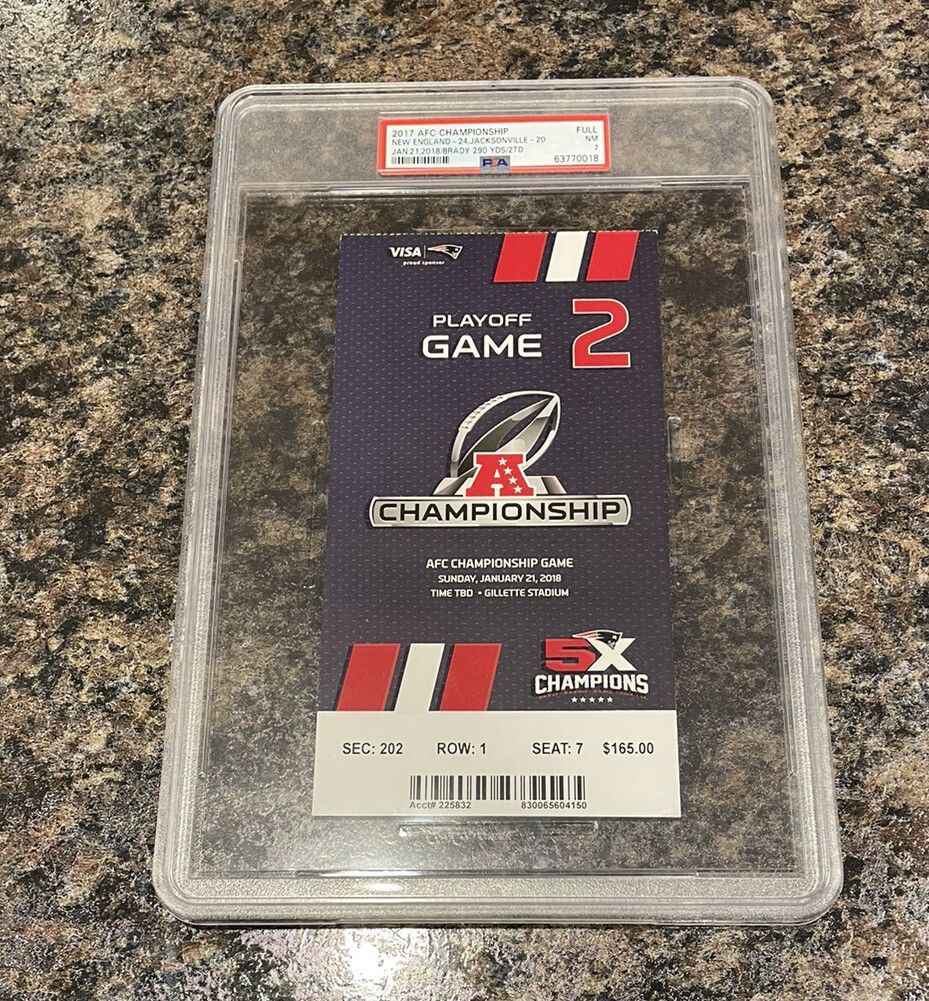 2017 AFC CHAMPIONSHIP FULL
NEW ENGLAND-24,JACKSONVILLE-20 NM
JAN 21,2018/BRADY 290 YDS/2TD 7
PSA 63770018
VISA
proud sponsor
PLAYOFF
GAME 2
A
CHAMPIONSHIP
AFC CHAMPIONSHIP GAME
SUNDAY, JANUARY 21, 2018
TIME TBD • GILLETTE STADIUM
5X
CHAMPIONS
SEC: 202 ROW: 1 SEAT: 7 $165.00
Acct# 225832 830065604150